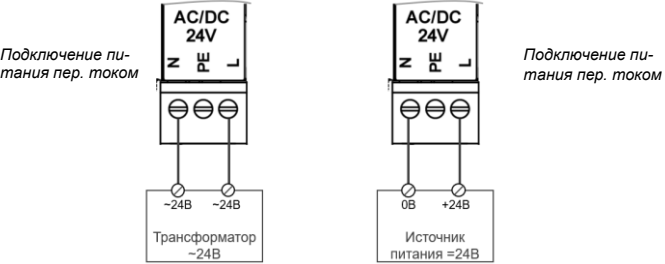 AC/DC
24V
N PE L
Подключение пи-
тания пер. током
~24В ~24В
Трансформатор
~24В
AC/DC
24V
N PE L
Подключение пи-
тания пер. током
0В +24В
Источник
питания =24В